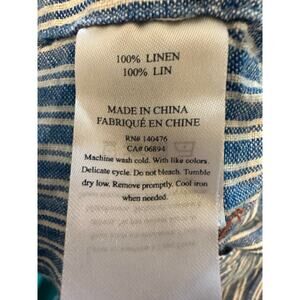 100% LINEN
100% LIN
MADE IN CHINA
FABRIQUÉ EN CHINE
RN# 140476
CA# 06894
Machine wash cold. With like colors.
Delicate cycle. Do not bleach. Tumble
dry low. Remove promptly. Cool iron
when needed.